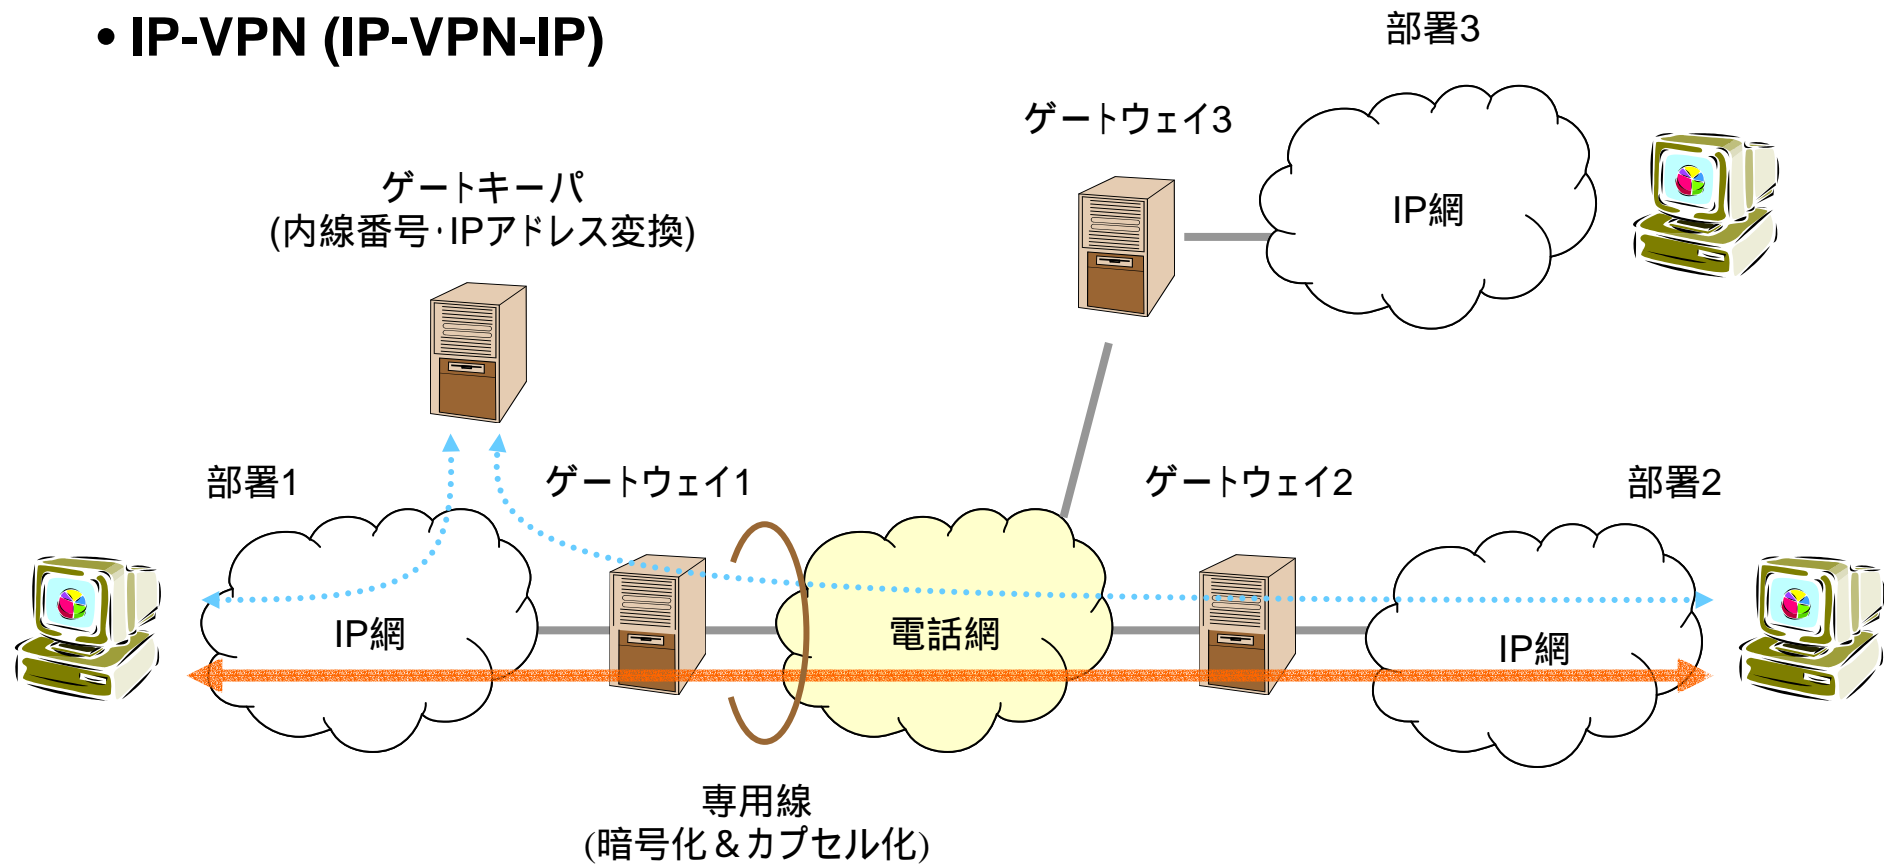 • IP-VPN (IP-VPN-IP)
部署3
ゲートウェイ3
IP網
ゲートキーパ
(内線番号・IPアドレス変換)
部署1
ゲートウェイ1
ゲートウェイ2
部署2
IP網
電話網
IP網
専用線
(暗号化＆カプセル化)